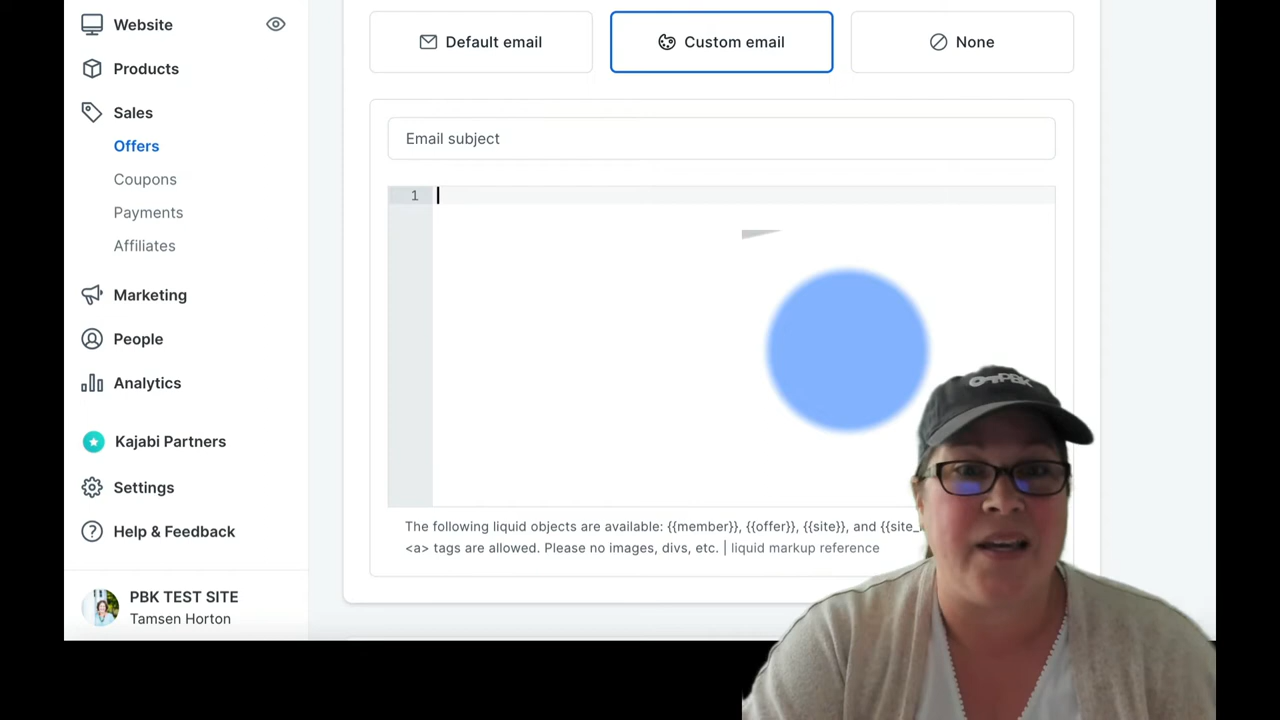 Website
Products
Sales
Offers
Coupons
Payments
Affiliates
Marketing
People
Analytics
Kajabi Partners
Settings
Help & Feedback
PBK TEST SITE
Tamsen Horton
Default email
Custom email
None
Email subject
1
The following liquid objects are available: {{member}}, {{offer}}, {{site}}, and {{site_
<a> tags are allowed. Please no images, divs, etc. | liquid markup reference
PBK